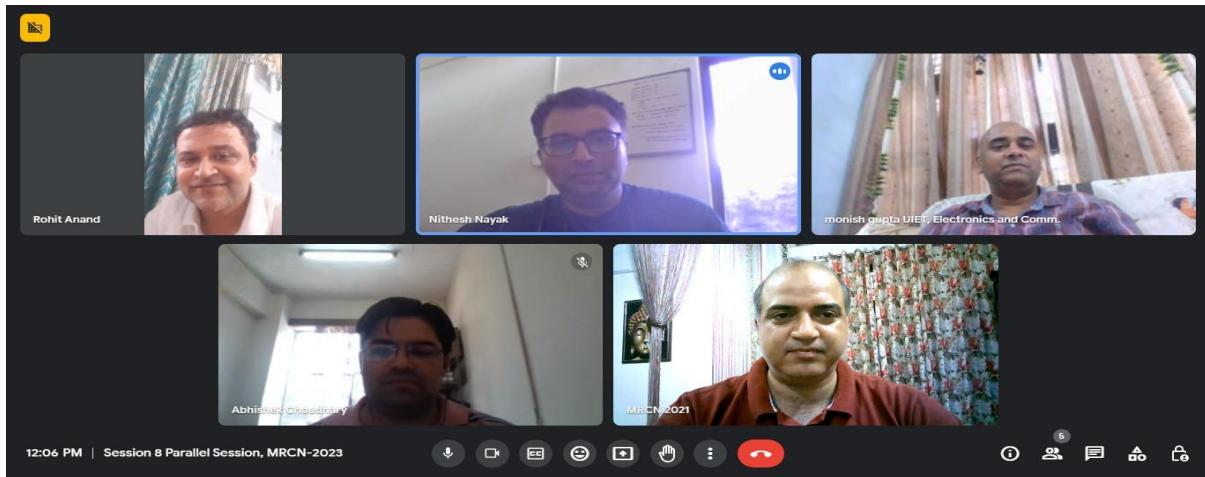 Rohit Anand
Nithesh Nayak
monish gupta UIET, Electronics and Comm.
Abhishek Choudhary
MRCN 2021
12:06 PM | Session 8 Parallel Session, MRCN-2023
CC
5